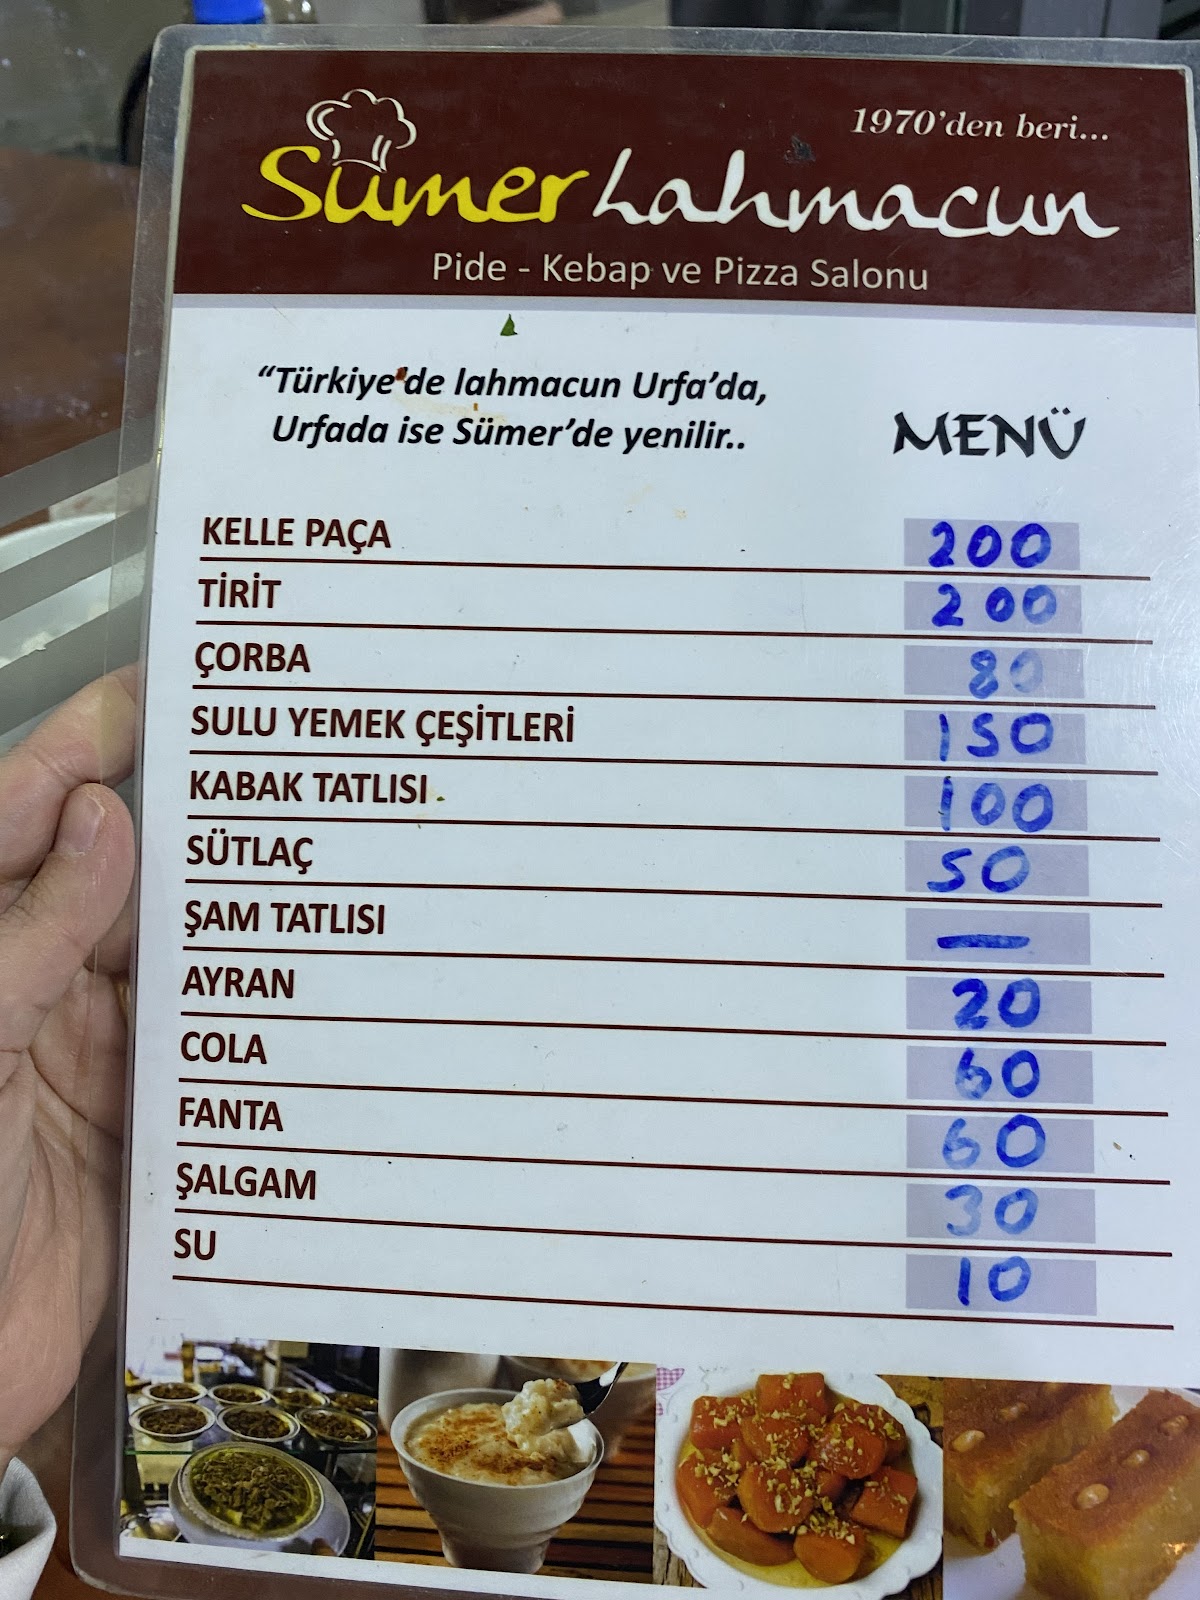 1970'den beri...
Sümer Lahmacun
Pide - Kebap ve Pizza Salonu
"Türkiye'de lahmacun Urfa'da,
Urfada ise Sümer'de yenilir..
MENÜ
KELLE PAÇA 200
TİRİT 200
ÇORBA 80
SULU YEMEK ÇEŞİTLERİ 150
KABAK TATLISI 100
SÜTLAÇ 50
ŞAM TATLISI —
AYRAN 20
COLA 60
FANTA 60
ŞALGAM 30
SU 10